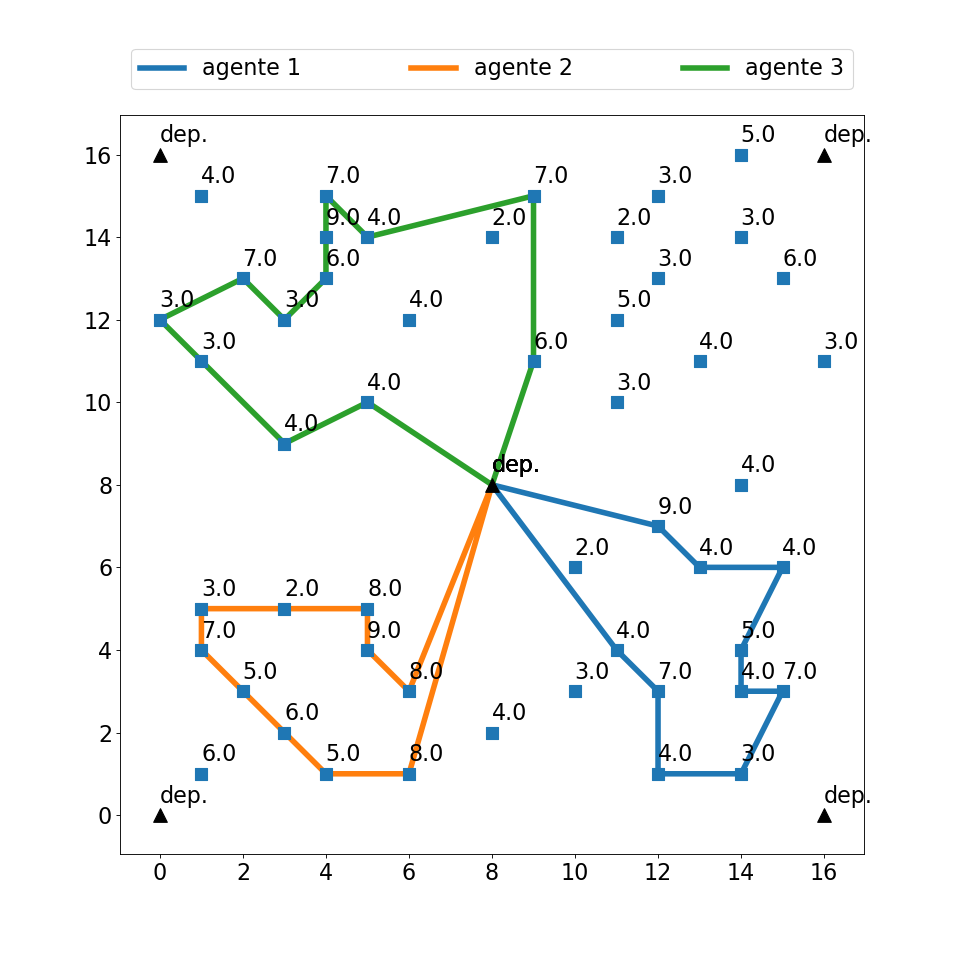 agente 1 agente 2 agente 3
dep. 5.0 dep.
16
4.0 7.0 7.0 3.0
9.0 4.0 2.0 2.0 3.0
14
7.0 6.0 3.0 6.0
3.0 3.0 4.0 5.0
12
3.0 6.0 4.0 3.0
4.0 3.0
10
4.0
dep. 4.0
8
9.0
2.0 4.0 4.0
6
3.0 2.0 8.0
7.0 9.0 4.0 5.0
4
5.0 8.0 3.0 7.0 4.0 7.0
6.0 4.0
2
6.0 5.0 8.0 4.0 3.0
dep. dep.
0
0 2 4 6 8 10 12 14 16